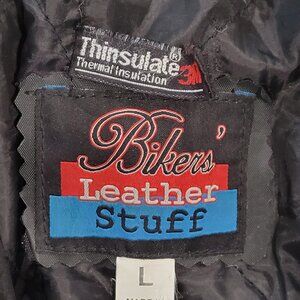 Thinsulate®
Thermal Insulation 3M
Bikers'
Leather
Stuff
L